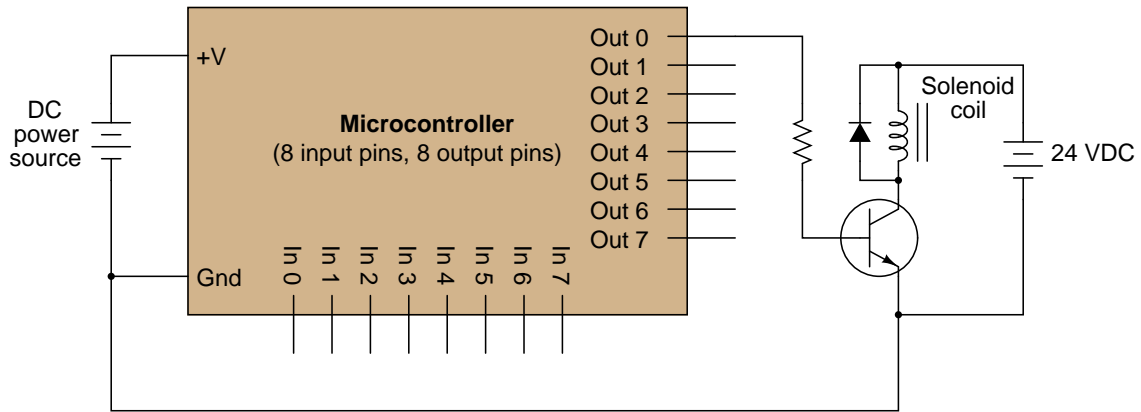 Out 0
+V
Out 1
Out 2
Solenoid
coil
DC
power
source
Microcontroller
(8 input pins, 8 output pins)
Out 3
Out 4
24 VDC
Out 5
Out 6
Out 7
Gnd
In 0
In 1
In 2
In 3
In 4
In 5
In 6
In 7